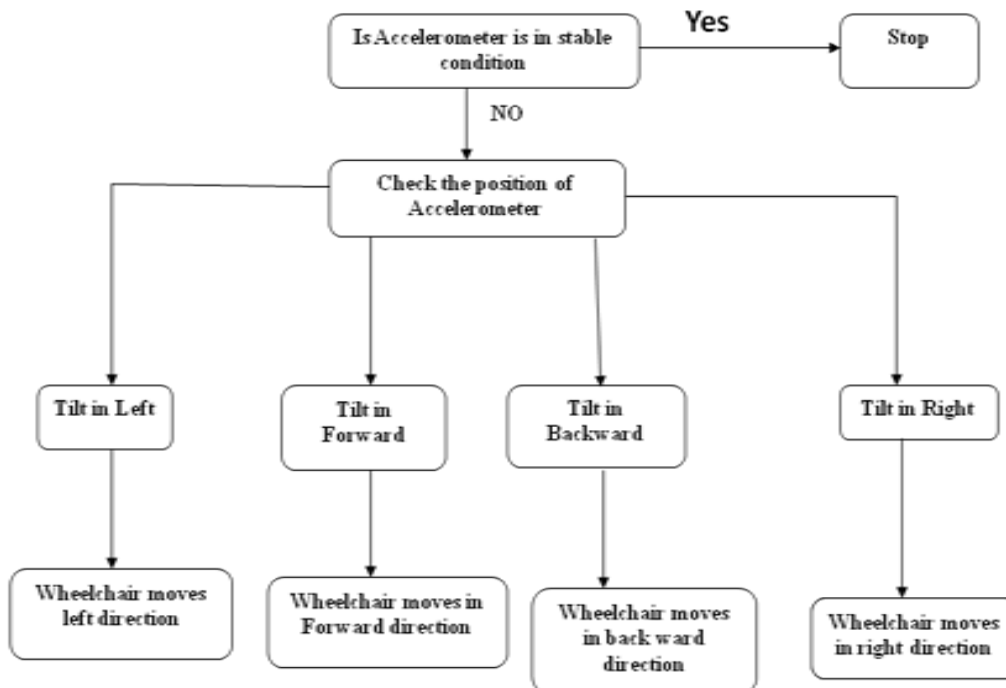 Is Accelerometer is in stable
condition
Yes
Stop
NO
Check the position of
Accelerometer
Tilt in Left
Tilt in
Forward
Tilt in
Backward
Tilt in Right
Wheelchair moves
left direction
Wheelchair moves in
Forward direction
Wheelchair moves
in back ward
direction
Wheelchair moves
in right direction